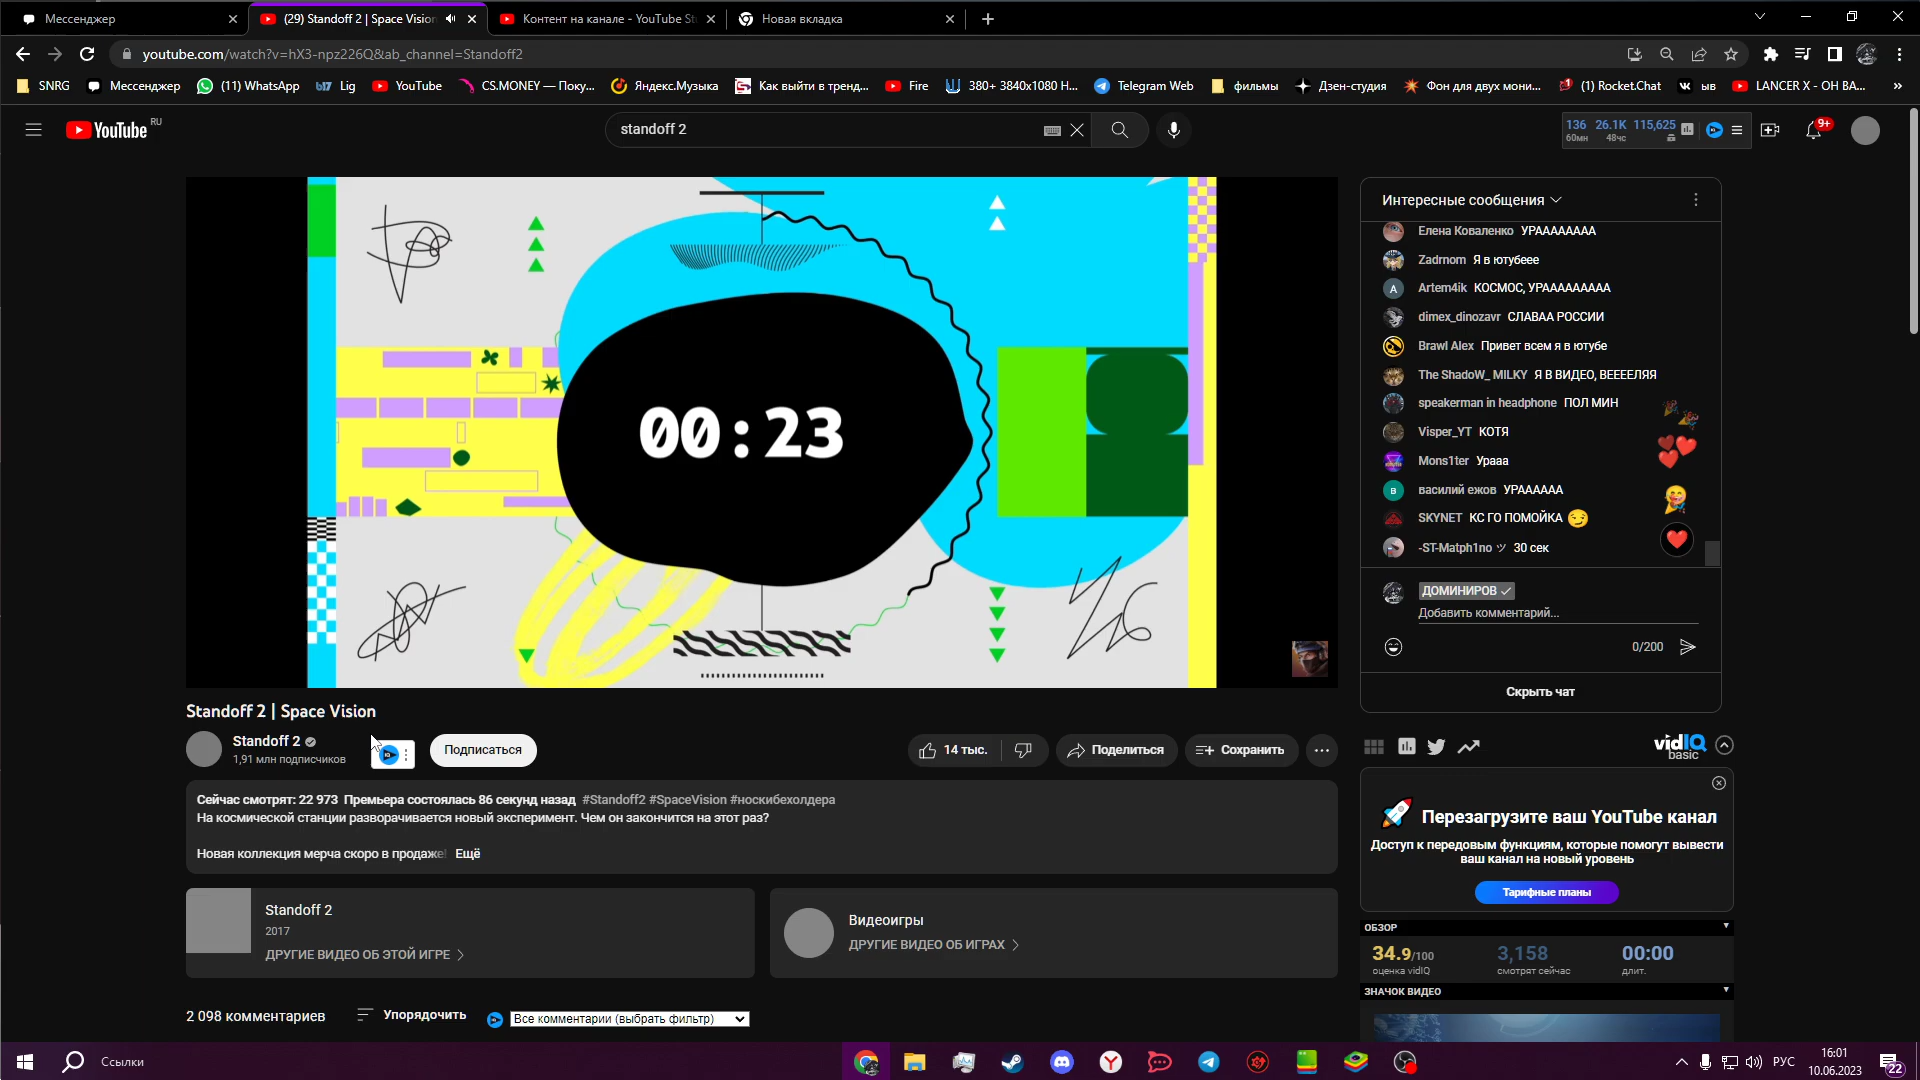 Мессенджер
(29) Standoff 2 | Space Vision
Контент на канале - YouTube St
Новая вкладка
youtube.com/watch?v=hX3-npz226Q&ab_channel=Standoff2
SNRG
Мессенджер
(11) WhatsApp
Lig
YouTube
CS.MONEY — Поку...
Яндекс.Музыка
Как выйти в тренд...
Fire
380+ 3840x1080 H...
Telegram Web
фильмы
Дзен-студия
Фон для двух мони...
(1) Rocket.Chat
ыв
LANCER X - ОН ВА...
YouTube RU
standoff 2
136 26.1K 115,625
60мн 48чс
9+
00:23
Интересные сообщения
Елена Коваленко УРАААААААА
Zadrnom Я в ютубеее
Artem4ik КОСМОС, УРААААААААА
dimex_dinozavr СЛАВАА РОССИИ
Brawl Alex Привет всем я в ютубе
The ShadoW_ MILKY Я В ВИДЕО, ВЕЕЕЕЛЯЯ
speakerman in headphone ПОЛ МИН
Visper_YT КОТЯ
Mons1ter Урааа
василий ежов УРАААААА
SKYNET КС ГО ПОМОЙКА 😏
-ST-Matph1no ツ 30 сек
ДОМИНИРОВ ✓
Добавить комментарий...
0/200
Скрыть чат
Standoff 2 | Space Vision
Standoff 2
1,91 млн подписчиков
Подписаться
14 тыс.
Поделиться
Сохранить
Сейчас смотрят: 22 973 Премьера состоялась 86 секунд назад #Standoff2 #SpaceVision #носкибехолдера
На космической станции разворачивается новый эксперимент. Чем он закончится на этот раз?
Новая коллекция мерча скоро в продаже! Ещё
Standoff 2
2017
ДРУГИЕ ВИДЕО ОБ ЭТОЙ ИГРЕ
Видеоигры
ДРУГИЕ ВИДЕО ОБ ИГРАХ
2 098 комментариев
Упорядочить
Все комментарии (выбрать фильтр)
vidIQ
basic
Перезагрузите ваш YouTube канал
Доступ к передовым функциям, которые помогут вывести
ваш канал на новый уровень
Тарифные планы
ОБЗОР
34.9/100
оценка vidIQ
3,158
смотрят сейчас
00:00
длит.
ЗНАЧОК ВИДЕО
Ссылки
РУС
16:01
10.06.2023
22